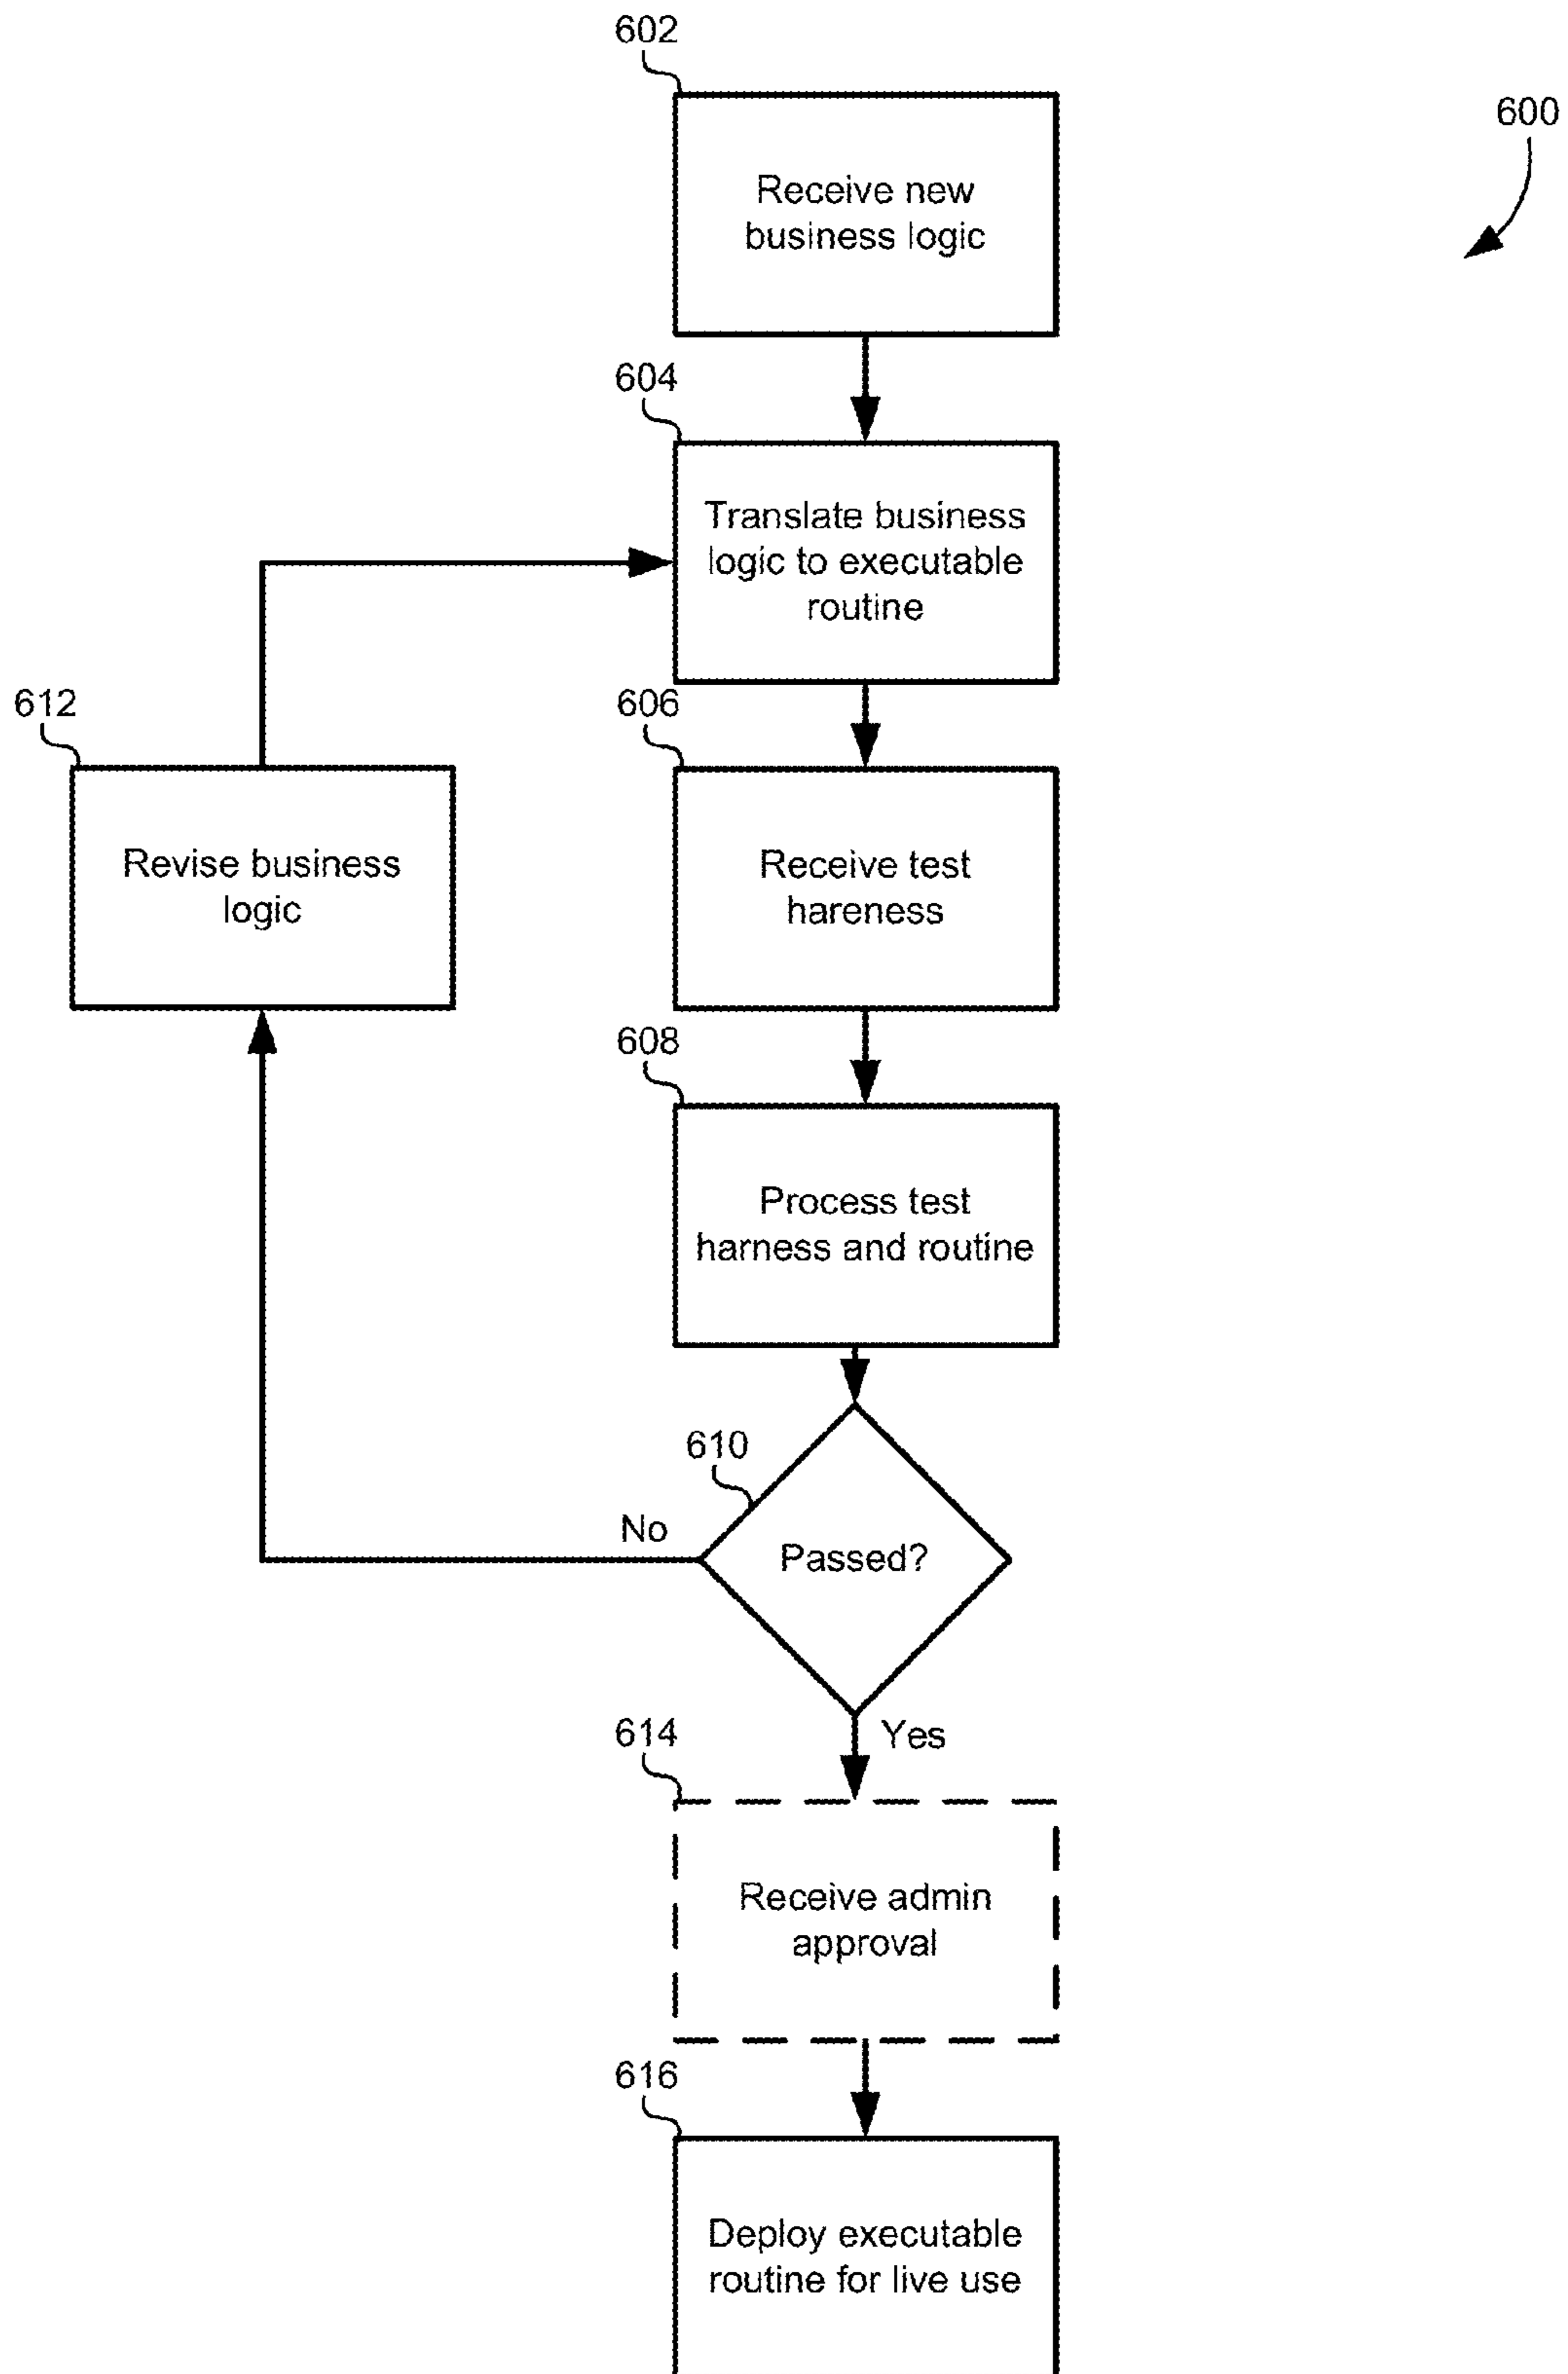 602
600
Receive new
business logic
604
Translate business
logic to executable
routine
612
606
Revise business
logic
Receive test
hareness
608
Process test
harness and routine
610
No
Passed?
Yes
614
Receive admin
approval
616
Deploy executable
routine for live use